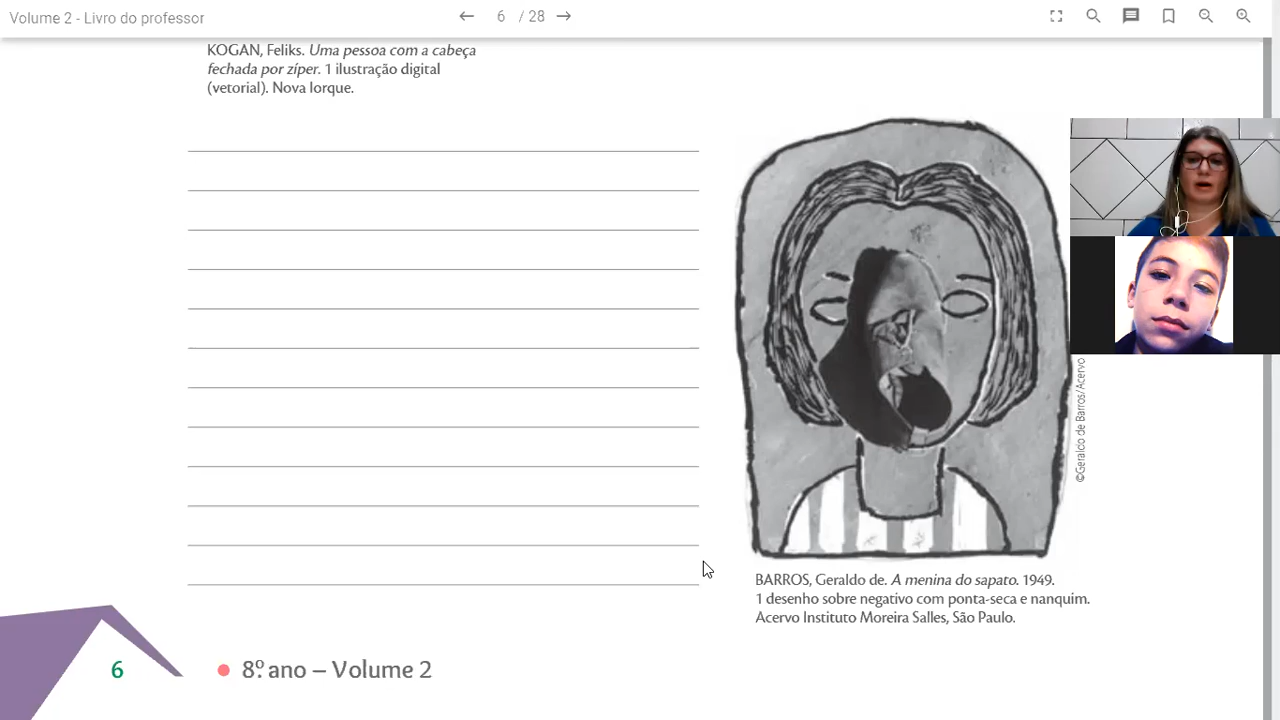 Volume 2 - Livro do professor
6 / 28
KOGAN, Feliks. Uma pessoa com a cabeça
fechada por zíper. 1 ilustração digital
(vetorial). Nova Iorque.
©Geraldo de Barros/Acervo
BARROS, Geraldo de. A menina do sapato. 1949.
1 desenho sobre negativo com ponta-seca e nanquim.
Acervo Instituto Moreira Salles, São Paulo.
6
8º. ano – Volume 2